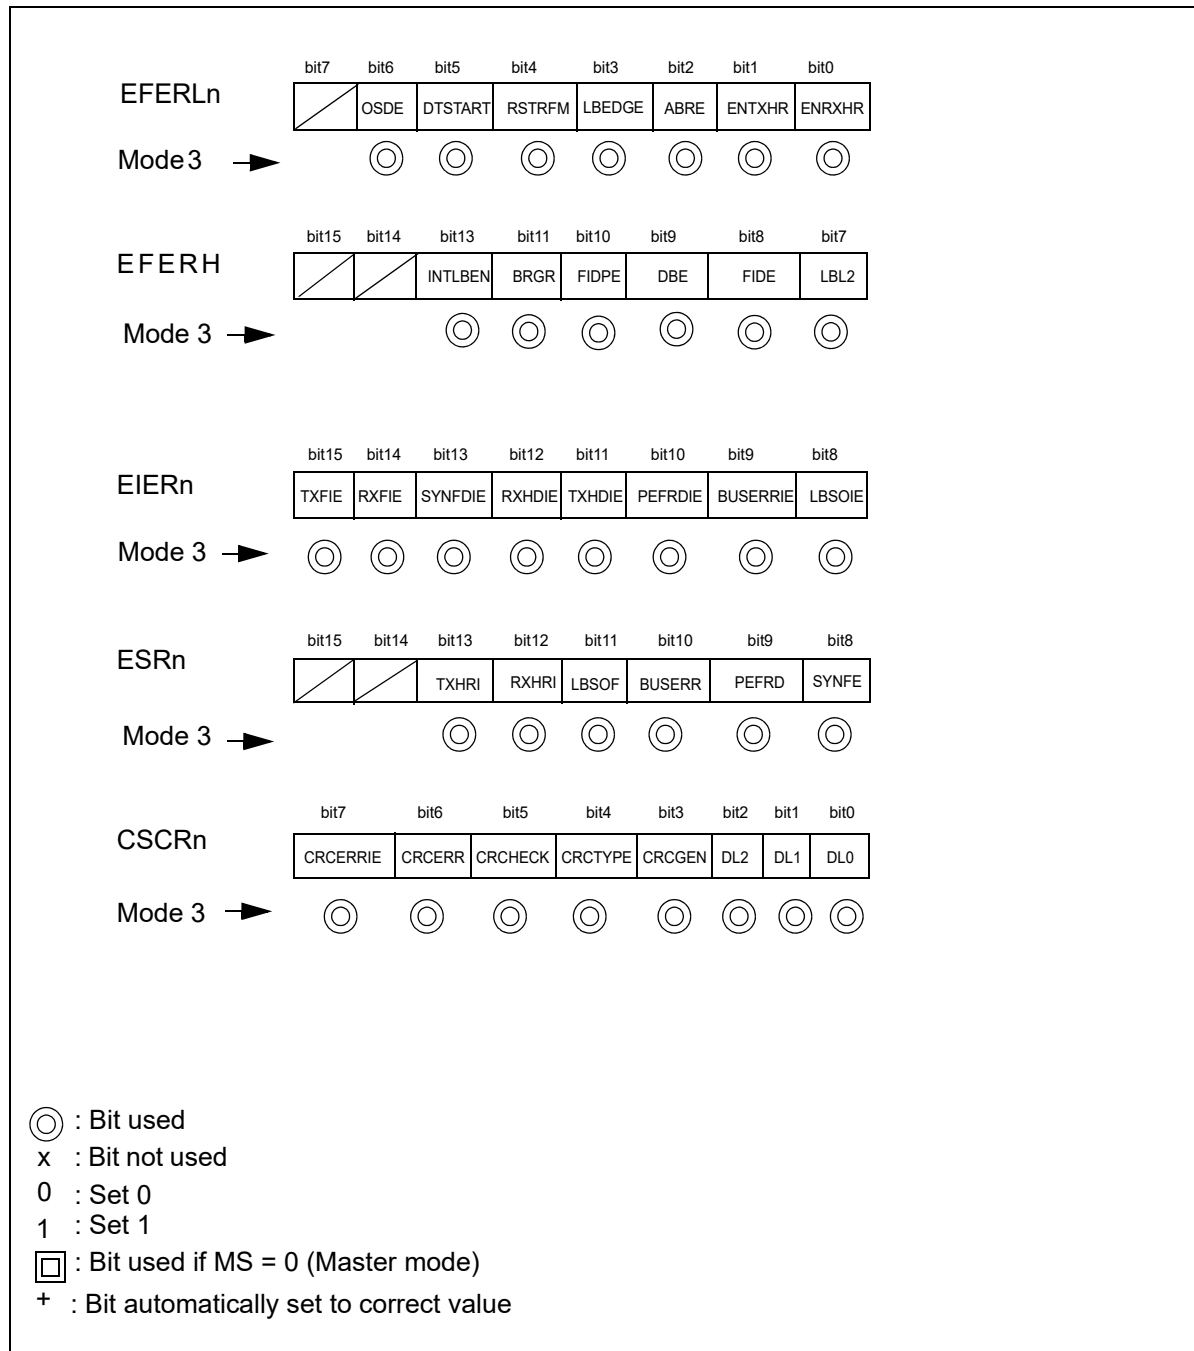 bit7 bit6 bit5 bit4 bit3 bit2 bit1 bit0
EFERLn OSDE DTSTART RSTRFM LBEDGE ABRE ENTXHR ENRXHR
Mode 3
bit15 bit14 bit13 bit11 bit10 bit9 bit8 bit7
EFERH INTLBEN BRGR FIDPE DBE FIDE LBL2
Mode 3
bit15 bit14 bit13 bit12 bit11 bit10 bit9 bit8
EIERn TXFIE RXFIE SYNFDIE RXHDIE TXHDIE PEFRDIE BUSERRIE LBSOIE
Mode 3
bit15 bit14 bit13 bit12 bit11 bit10 bit9 bit8
ESRn TXHRI RXHRI LBSOF BUSERR PEFRD SYNFE
Mode 3
bit7 bit6 bit5 bit4 bit3 bit2 bit1 bit0
CSCRn CRCERRIE CRCERR CRCHECK CRCTYPE CRCGEN DL2 DL1 DL0
Mode 3
: Bit used
x : Bit not used
0 : Set 0
1 : Set 1
: Bit used if MS = 0 (Master mode)
+ : Bit automatically set to correct value